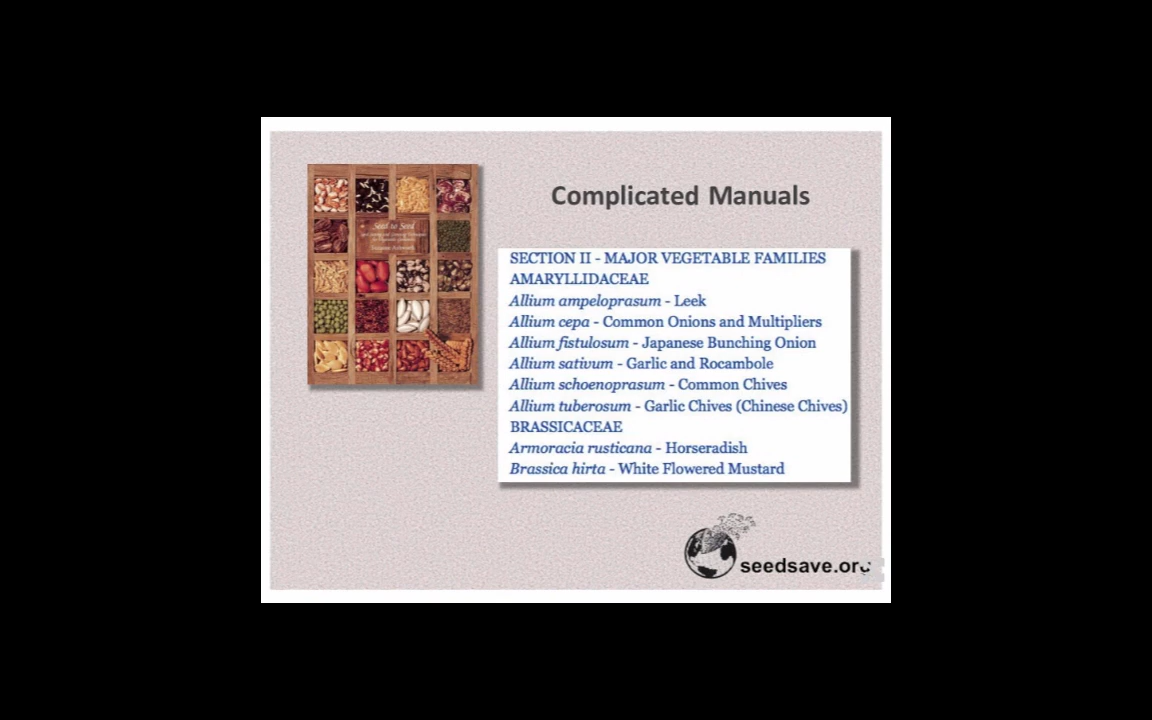 Complicated Manuals
Seed to Seed
SECTION II - MAJOR VEGETABLE FAMILIES
AMARYLLIDACEAE
Allium ampeloprasum - Leek
Allium cepa - Common Onions and Multipliers
Allium fistulosum - Japanese Bunching Onion
Allium sativum - Garlic and Rocambole
Allium schoenoprasum - Common Chives
Allium tuberosum - Garlic Chives (Chinese Chives)
BRASSICACEAE
Armoracia rusticana - Horseradish
Brassica hirta - White Flowered Mustard
seedsave.org